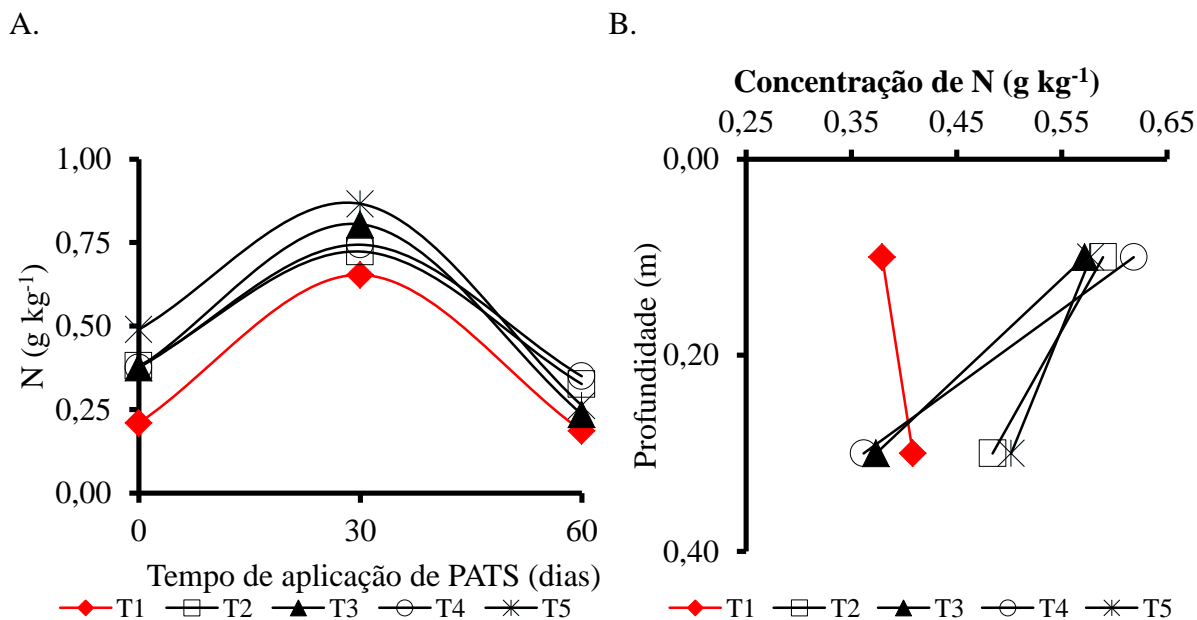 A.
1,00
0,75
0,50
0,25
0,00
N (g kg-1)
0
30
60
Tempo de aplicação de PATS (dias)
T1 T2 T3 T4 T5
B.
Concentração de N (g kg-1)
0,25 0,35 0,45 0,55 0,65
0,00
0,20
0,40
Profundidade (m)
T1 T2 T3 T4 T5